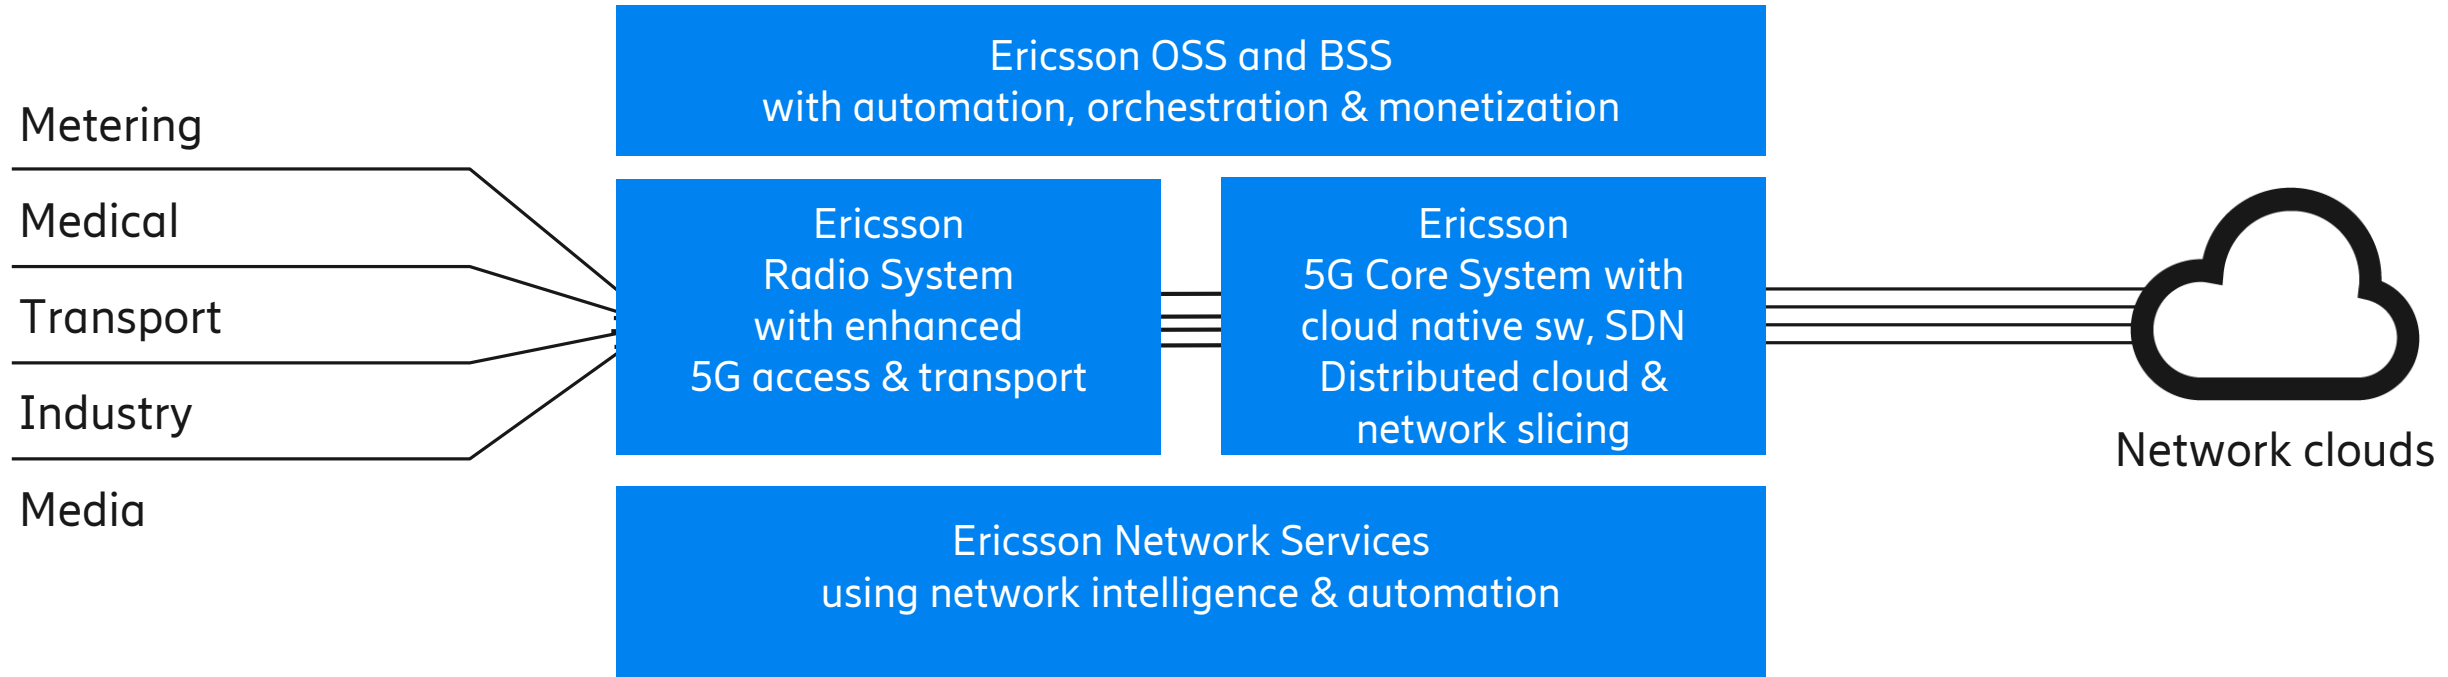 Metering
Medical
Transport
Industry
Media
Ericsson OSS and BSS
with automation, orchestration & monetization
Ericsson
Radio System
with enhanced
5G access & transport
Ericsson
5G Core System with
cloud native sw, SDN
Distributed cloud &
network slicing
Ericsson Network Services
using network intelligence & automation
Network clouds